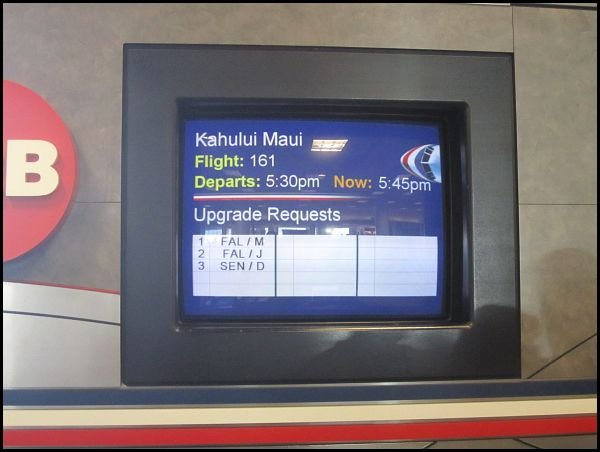 B
Kahului Maui
Flight: 161
Departs: 5:30pm Now: 5:45pm
Upgrade Requests
1 FAL / M
2 FAL / J
3 SEN / D